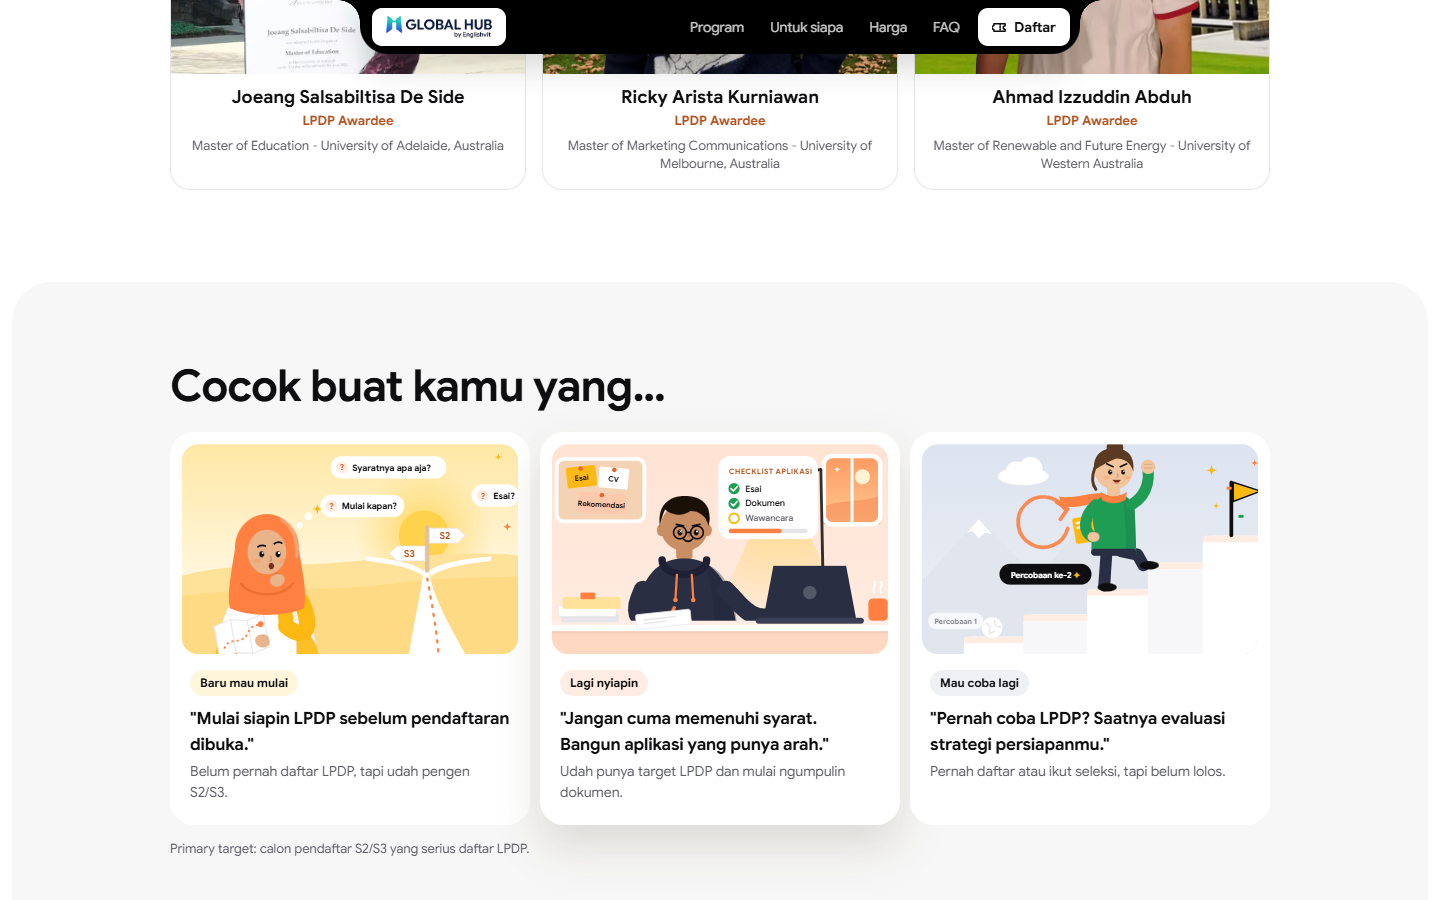 Joeang Salsabiltisa De Side
Master of Education
GLOBAL HUB
by Englishvit
Program
Untuk siapa
Harga
FAQ
Daftar
Joeang Salsabiltisa De Side
LPDP Awardee
Master of Education - University of Adelaide, Australia
Ricky Arista Kurniawan
LPDP Awardee
Master of Marketing Communications - University of
Melbourne, Australia
Ahmad Izzuddin Abduh
LPDP Awardee
Master of Renewable and Future Energy - University of
Western Australia
Cocok buat kamu yang...
? Syaratnya apa aja?
? Mulai kapan?
? Esai?
S2
S3
Baru mau mulai
"Mulai siapin LPDP sebelum pendaftaran
dibuka."
Belum pernah daftar LPDP, tapi udah pengen
S2/S3.
Esai
CV
Rekomendasi
CHECKLIST APLIKASI
Esai
Dokumen
Wawancara
Lagi nyiapin
"Jangan cuma memenuhi syarat.
Bangun aplikasi yang punya arah."
Udah punya target LPDP dan mulai ngumpulin
dokumen.
Percobaan ke-2
Percobaan 1
Mau coba lagi
"Pernah coba LPDP? Saatnya evaluasi
strategi persiapanmu."
Pernah daftar atau ikut seleksi, tapi belum lolos.
Primary target: calon pendaftar S2/S3 yang serius daftar LPDP.